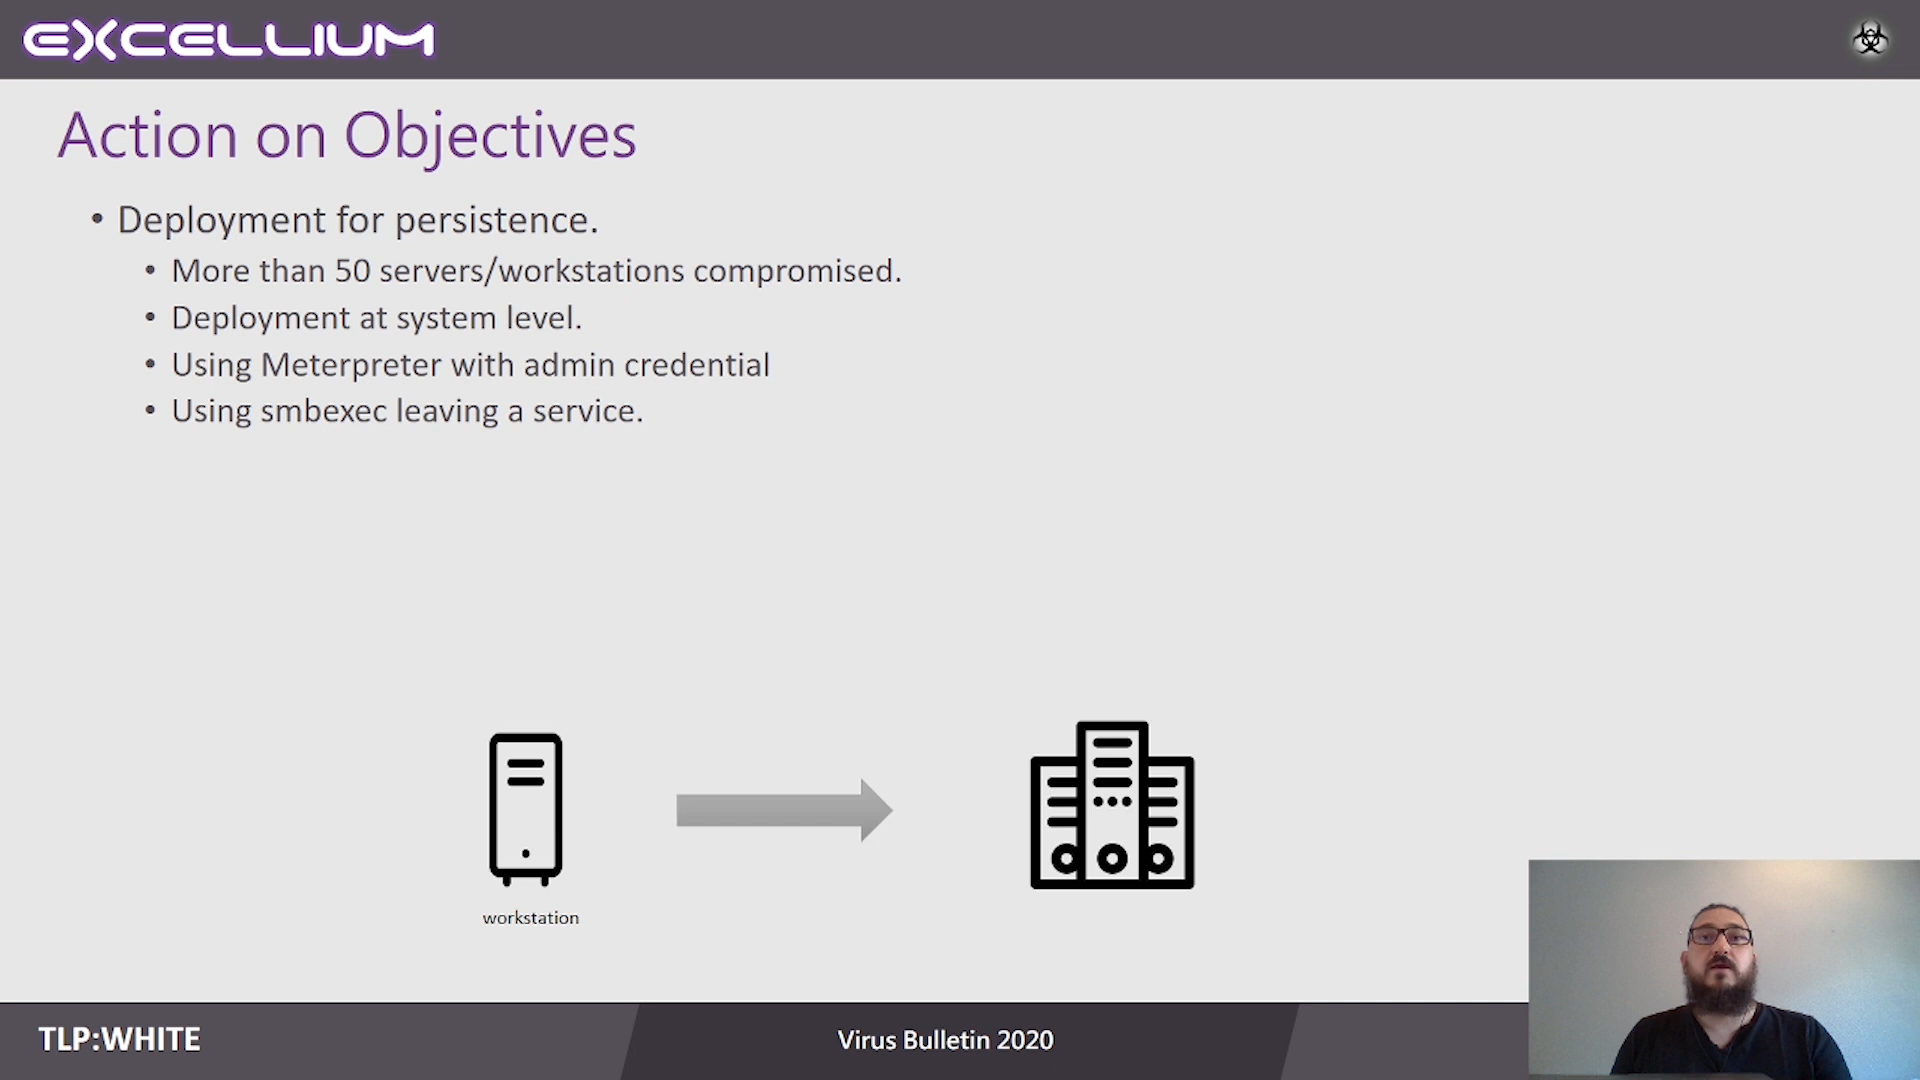 EXCELLIUM
Action on Objectives
• Deployment for persistence.
• More than 50 servers/workstations compromised.
• Deployment at system level.
• Using Meterpreter with admin credential
• Using smbexec leaving a service.
workstation
TLP:WHITE
Virus Bulletin 2020